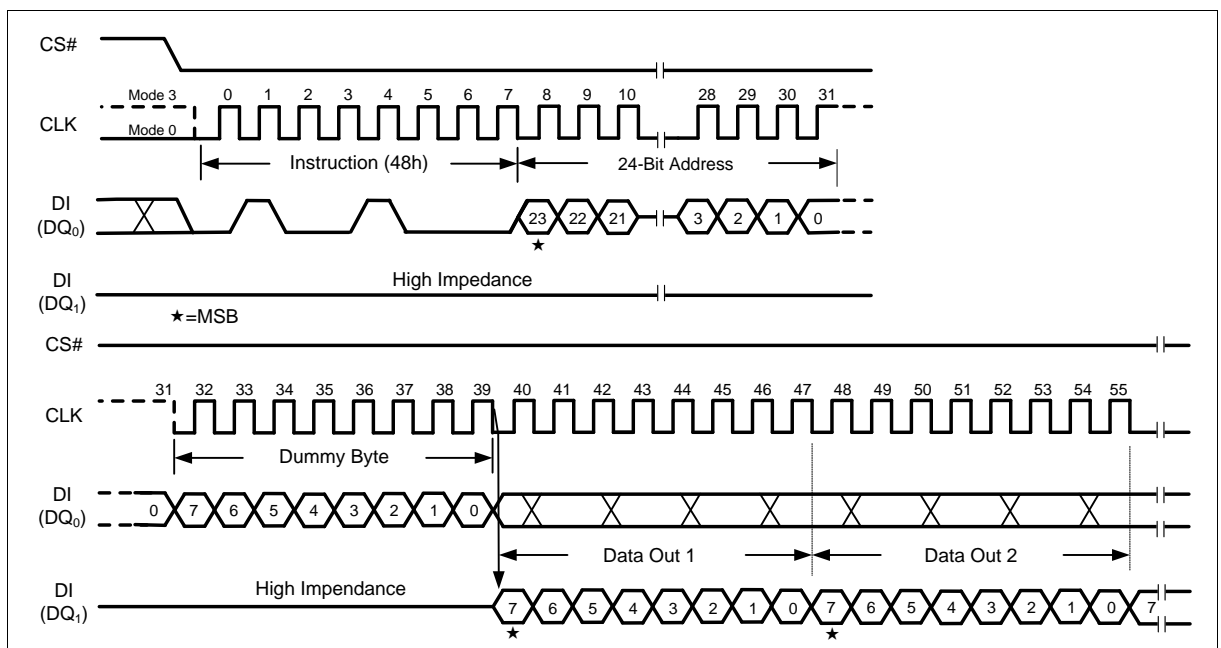 CS#
Mode 3 0 1 2 3 4 5 6 7 8 9 10 28 29 30 31
CLK
Mode 0
Instruction (48h) 24-Bit Address
DI
(DQ0)
23 22 21 3 2 1 0
★
High Impedance
DI
(DQ1)
★=MSB
CS#
31 32 33 34 35 36 37 38 39 40 41 42 43 44 45 46 47 48 49 50 51 52 53 54 55
CLK
Dummy Byte
DI
(DQ0)
0 7 6 5 4 3 2 1 0
Data Out 1 Data Out 2
High Impendance
DI
(DQ1)
7 6 5 4 3 2 1 0 7 6 5 4 3 2 1 0 7
★ ★